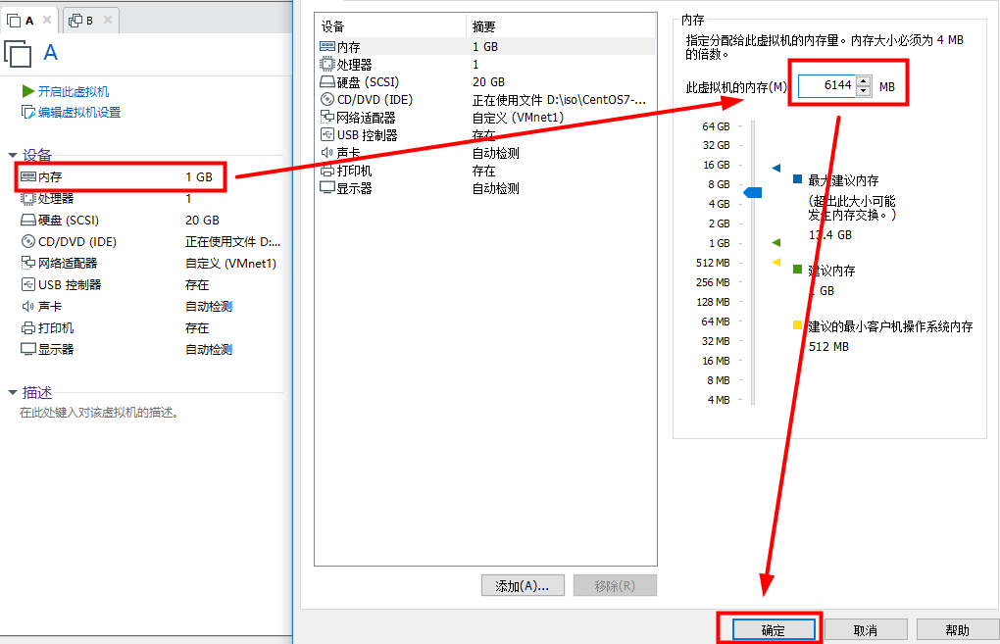 A
B
A
开启此虚拟机
编辑虚拟机设置
设备
内存 1 GB
处理器 1
硬盘 (SCSI) 20 GB
CD/DVD (IDE) 正在使用文件 D:...
网络适配器 自定义 (VMnet1)
USB 控制器 存在
声卡 自动检测
打印机 存在
显示器 自动检测
描述
在此处键入对该虚拟机的描述。
设备 摘要
内存 1 GB
处理器 1
硬盘 (SCSI) 20 GB
CD/DVD (IDE) 正在使用文件 D:\iso\CentOS7-...
网络适配器 自定义 (VMnet1)
USB 控制器 存在
声卡 自动检测
打印机 存在
显示器 自动检测
添加(A)...
移除(R)
内存
指定分配给此虚拟机的内存量。内存大小必须为 4 MB
的倍数。
此虚拟机的内存(M) 6144 MB
64 GB
32 GB
16 GB
8 GB
4 GB
2 GB
1 GB
512 MB
256 MB
128 MB
64 MB
32 MB
16 MB
8 MB
4 MB
最大建议内存
(超出此大小可能
发生内存交换。)
13.4 GB
建议内存
1 GB
建议的最小客户机操作系统内存
512 MB
确定
取消
帮助